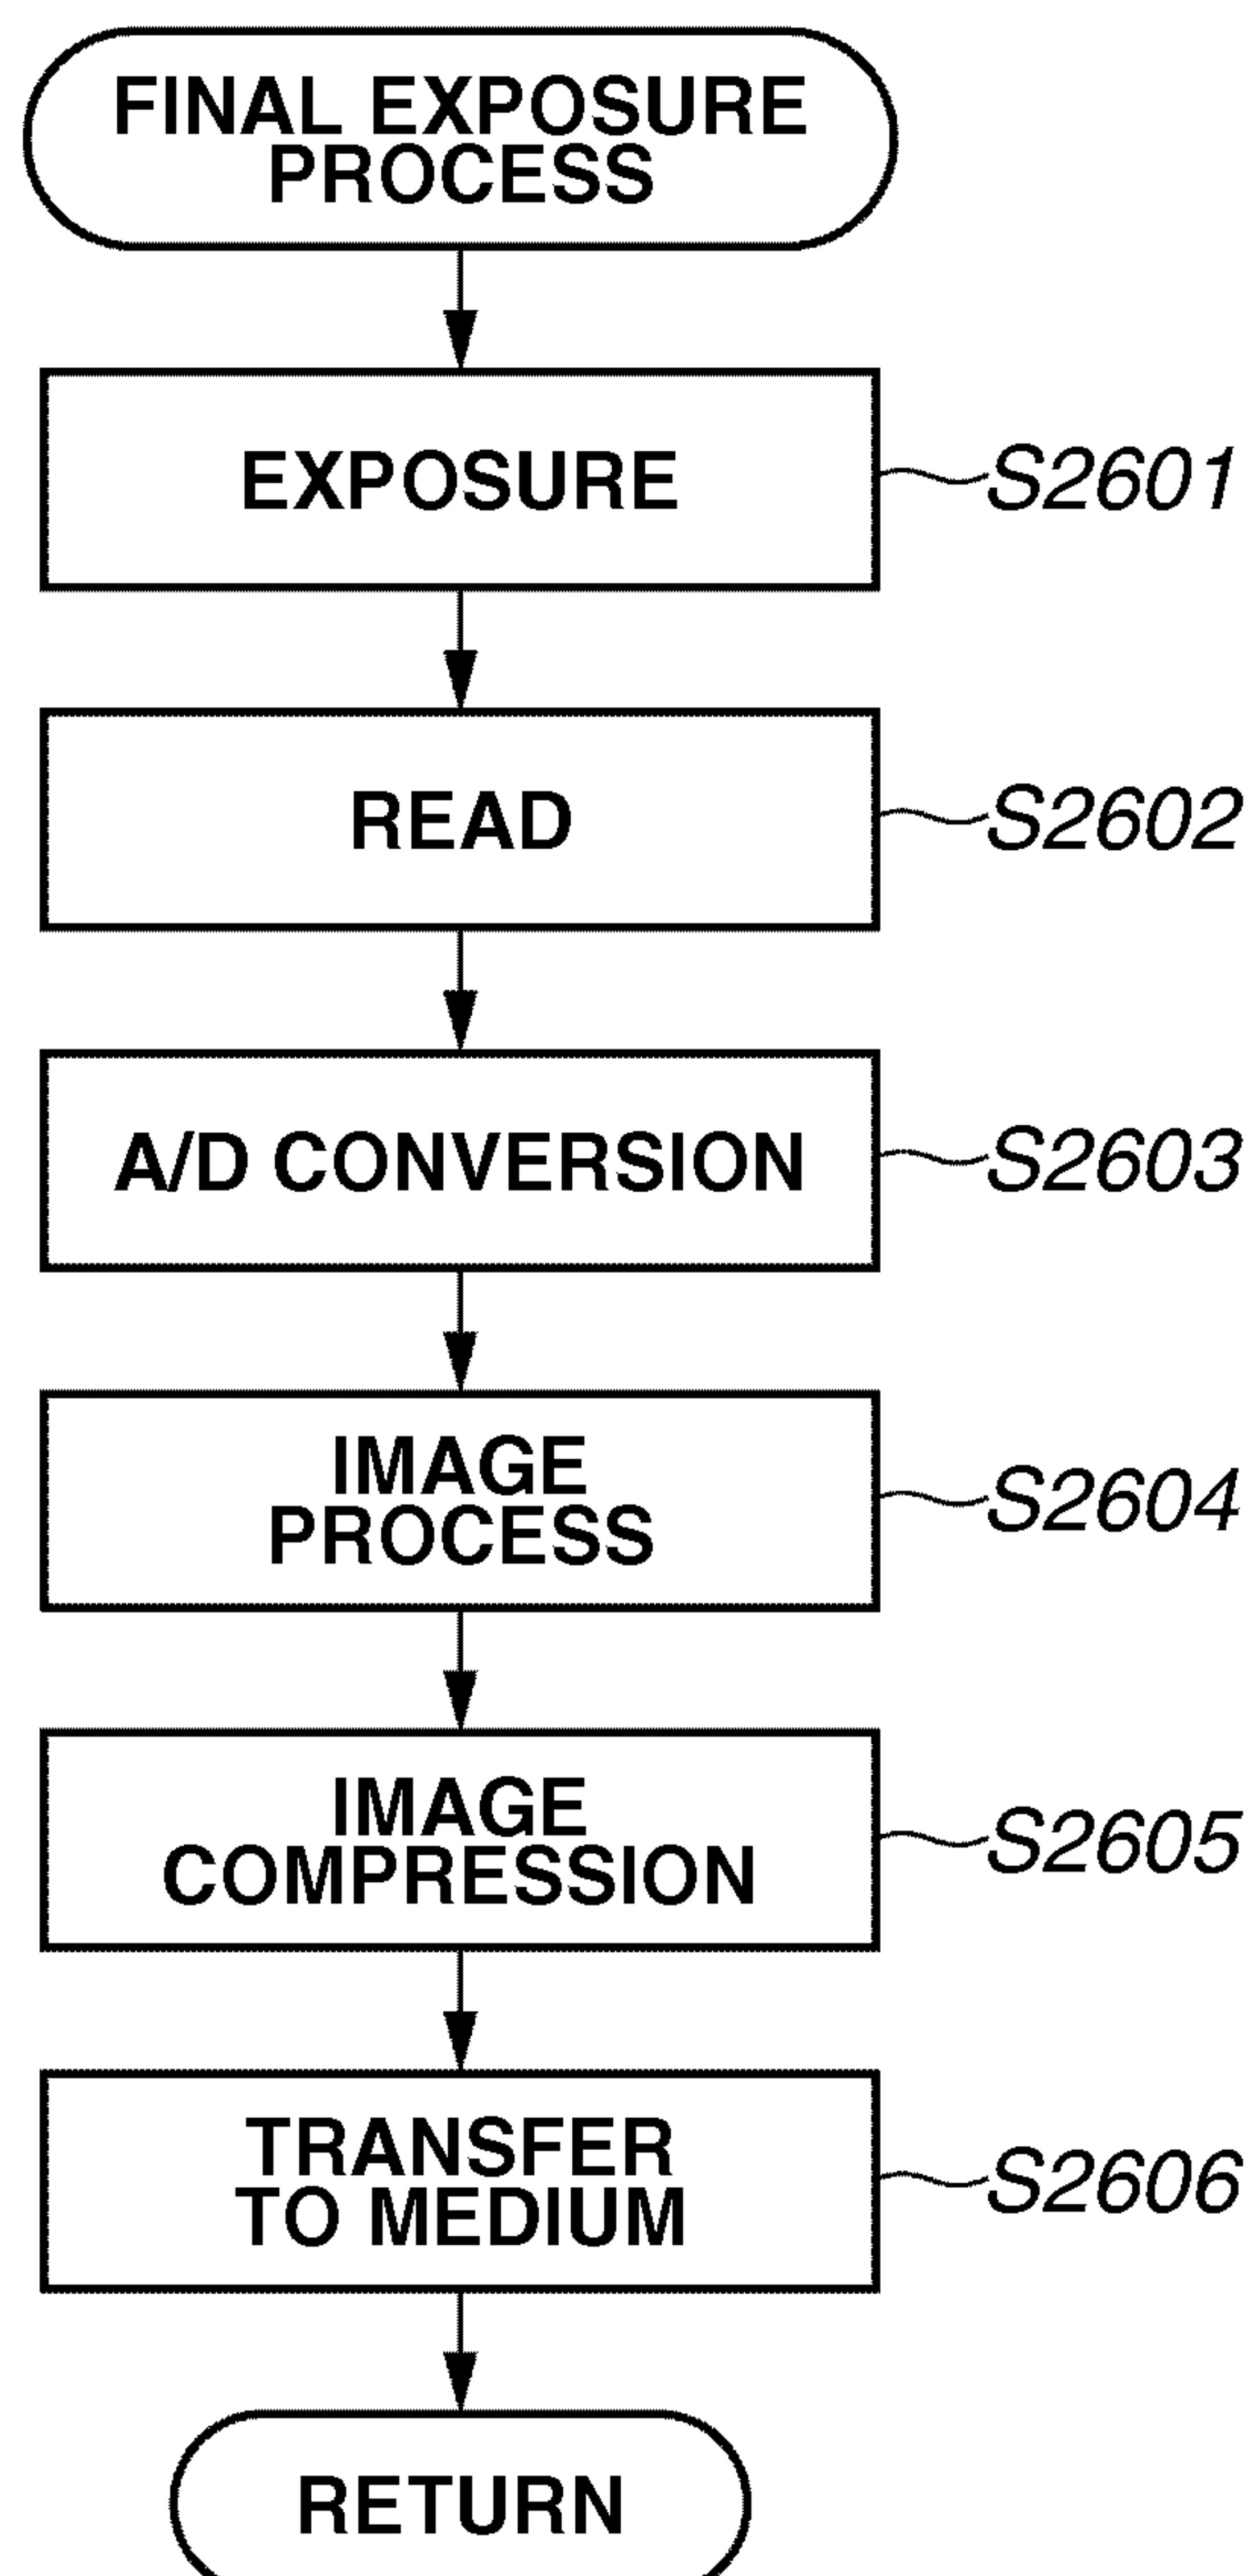 FINAL EXPOSURE
PROCESS
EXPOSURE
S2601
READ
S2602
A/D CONVERSION
S2603
IMAGE
PROCESS
S2604
IMAGE
COMPRESSION
S2605
TRANSFER
TO MEDIUM
S2606
RETURN